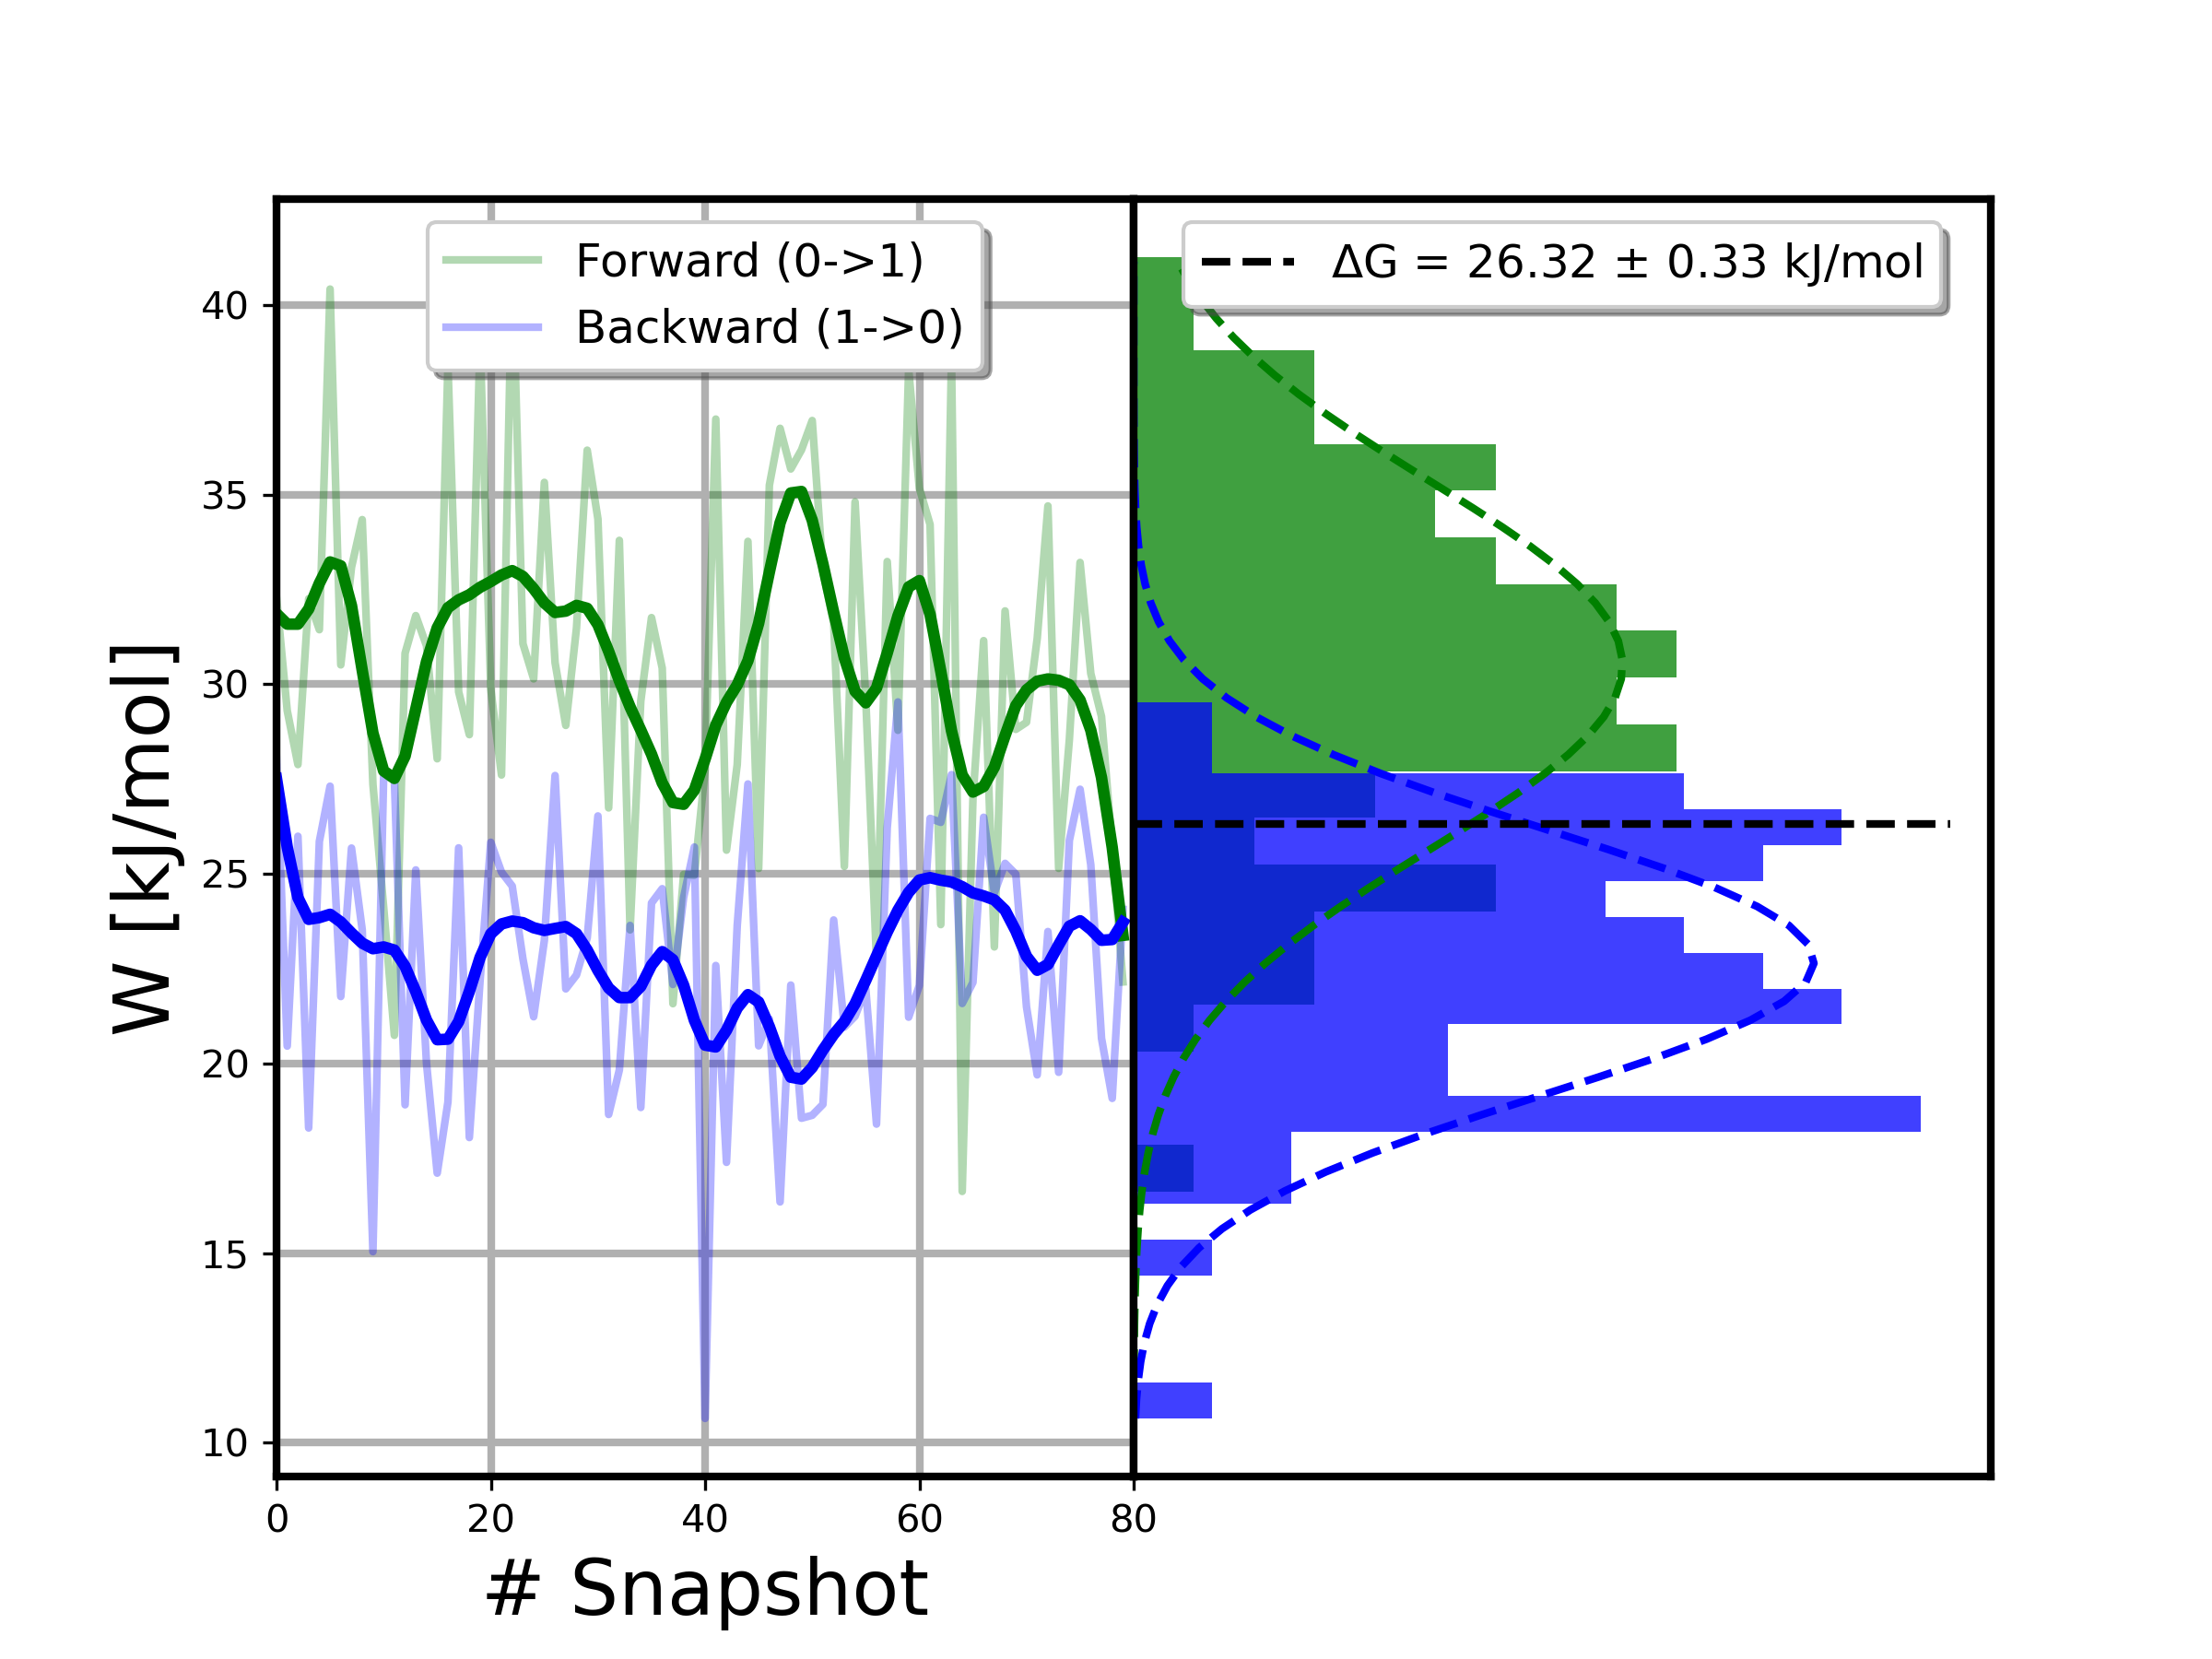 Forward (0->1)
Backward (1->0)
ΔG = 26.32 ± 0.33 kJ/mol
40
35
30
25
20
15
10
W [kJ/mol]
0 20 40 60 80
# Snapshot